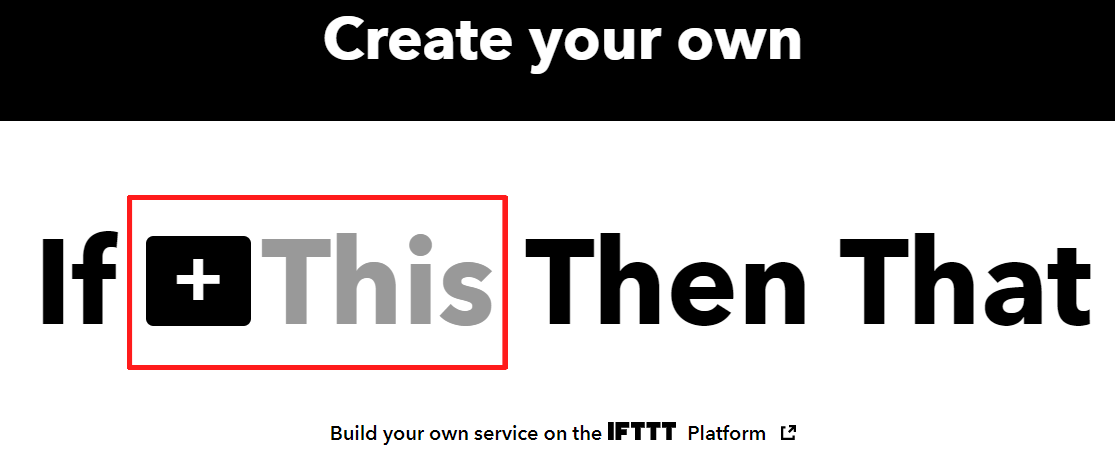 Create your own
If + This Then That
Build your own service on the IFTTT Platform